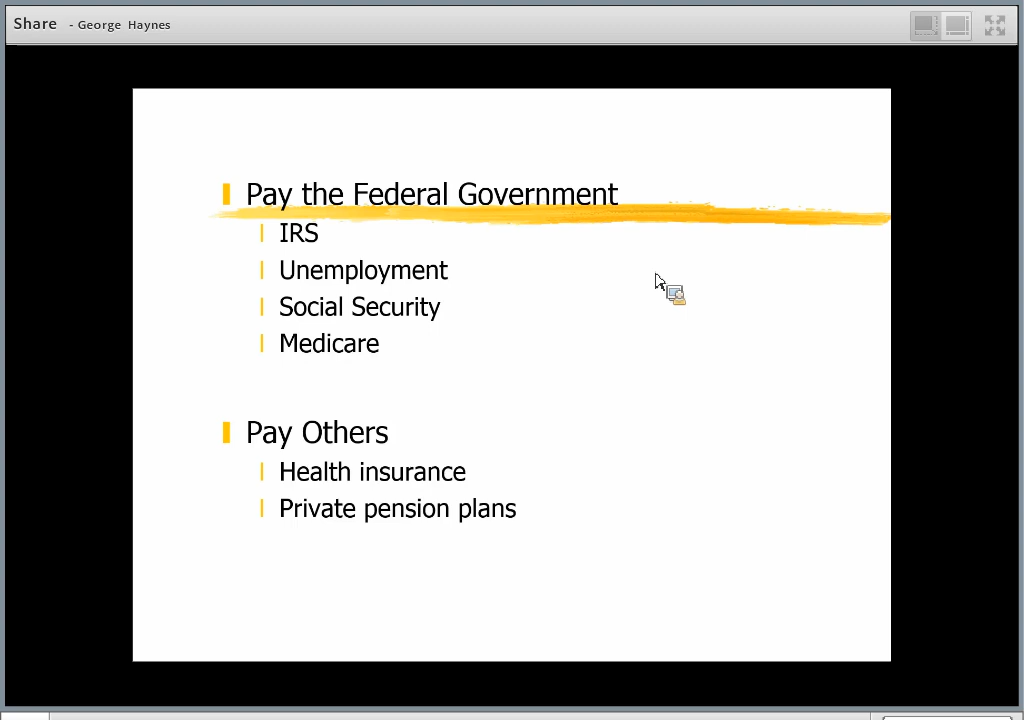 Share - George Haynes
Pay the Federal Government
IRS
Unemployment
Social Security
Medicare
Pay Others
Health insurance
Private pension plans